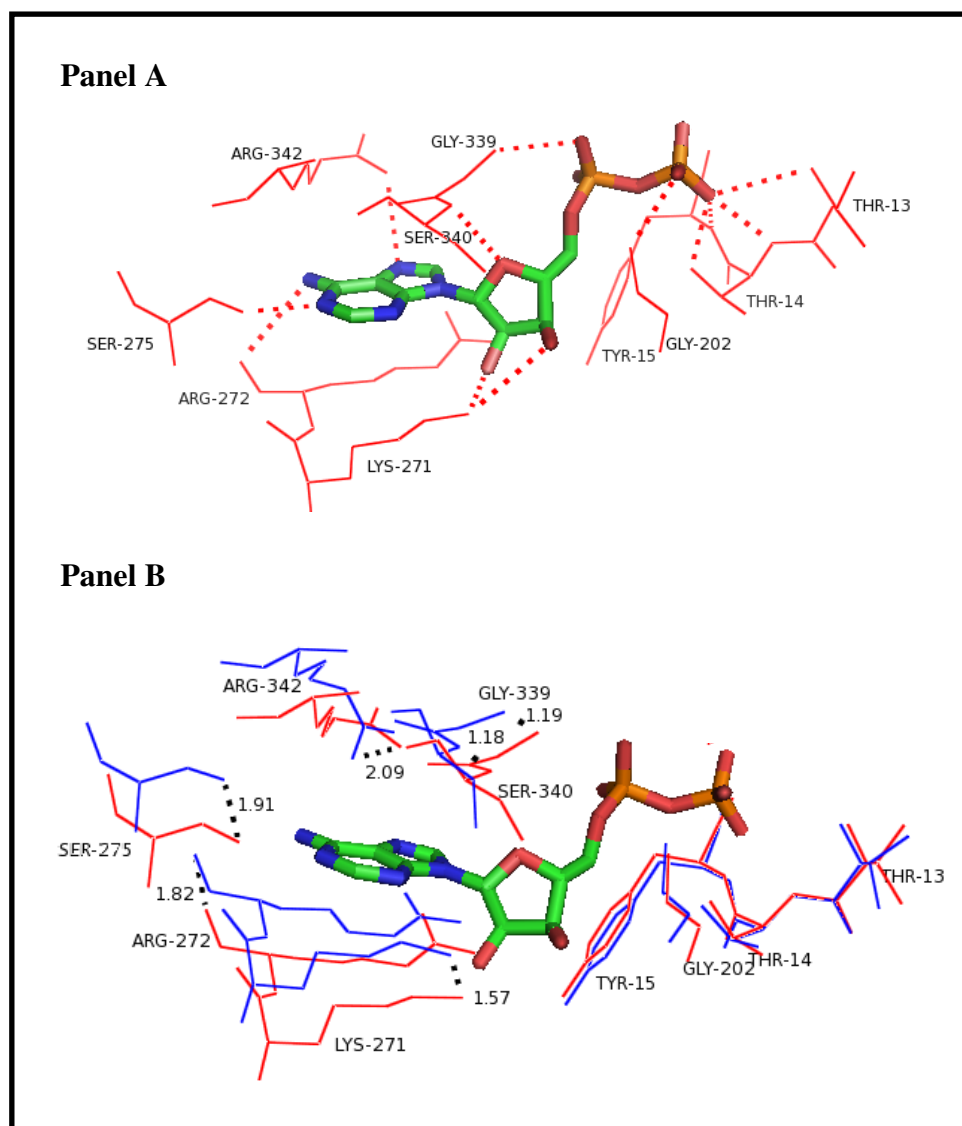 Panel A
GLY-339
ARG-342
THR-13
SER-340
THR-14
SER-275
TYR-15
GLY-202
ARG-272
LYS-271
Panel B
ARG-342
GLY-339
1.19
1.18
2.09
SER-340
1.91
SER-275
THR-13
1.82
ARG-272
THR-14
GLY-202
TYR-15
1.57
LYS-271